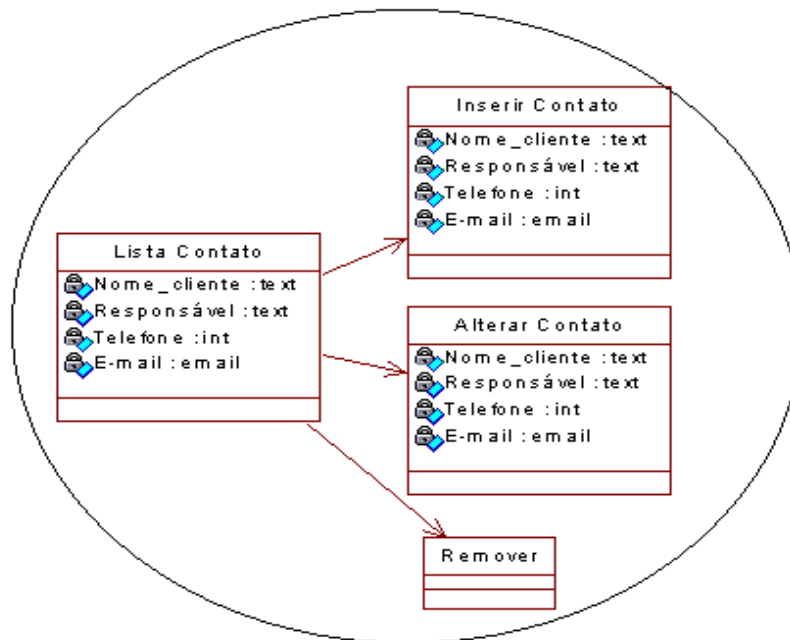 Inserir Contato
Nome_cliente : text
Responsável : text
Telefone : int
E-mail : email
Lista Contato
Nome_cliente : text
Responsável : text
Telefone : int
E-mail : email
Alterar Contato
Nome_cliente : text
Responsável : text
Telefone : int
E-mail : email
Remover